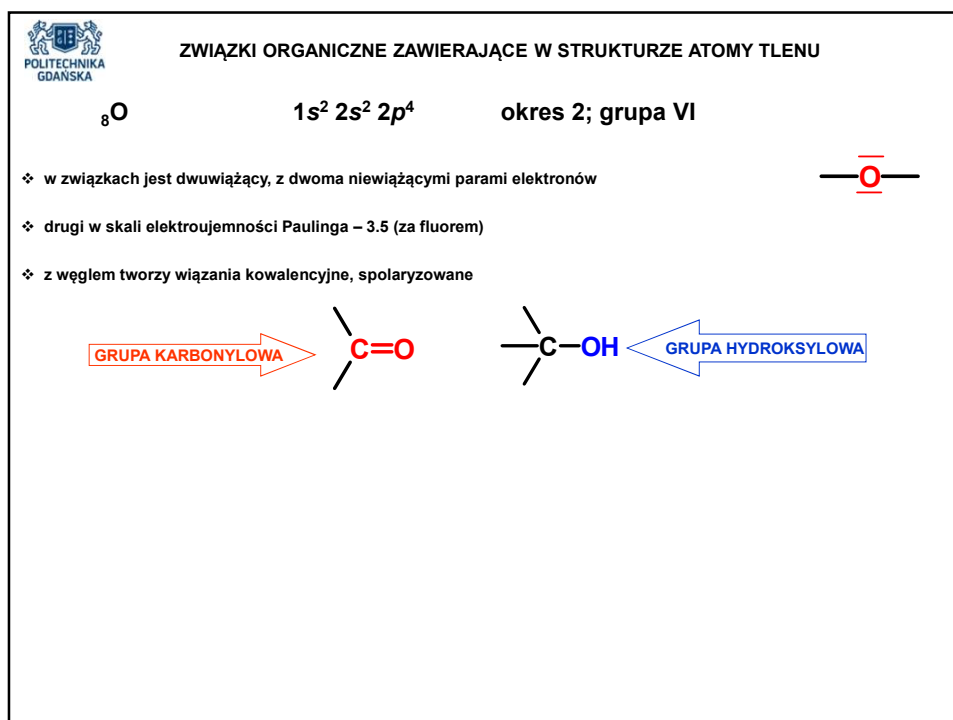 POLITECHNIKA
GDAŃSKA
ZWIĄZKI ORGANICZNE ZAWIERAJĄCE W STRUKTURZE ATOMY TLENU
₈O 1s² 2s² 2p⁴ okres 2; grupa VI
❖ w związkach jest dwuwiążący, z dwoma niewiążącymi parami elektronów
O
❖ drugi w skali elektroujemności Paulinga – 3.5 (za fluorem)
❖ z węglem tworzy wiązania kowalencyjne, spolaryzowane
GRUPA KARBONYLOWA C=O C–OH GRUPA HYDROKSYLOWA